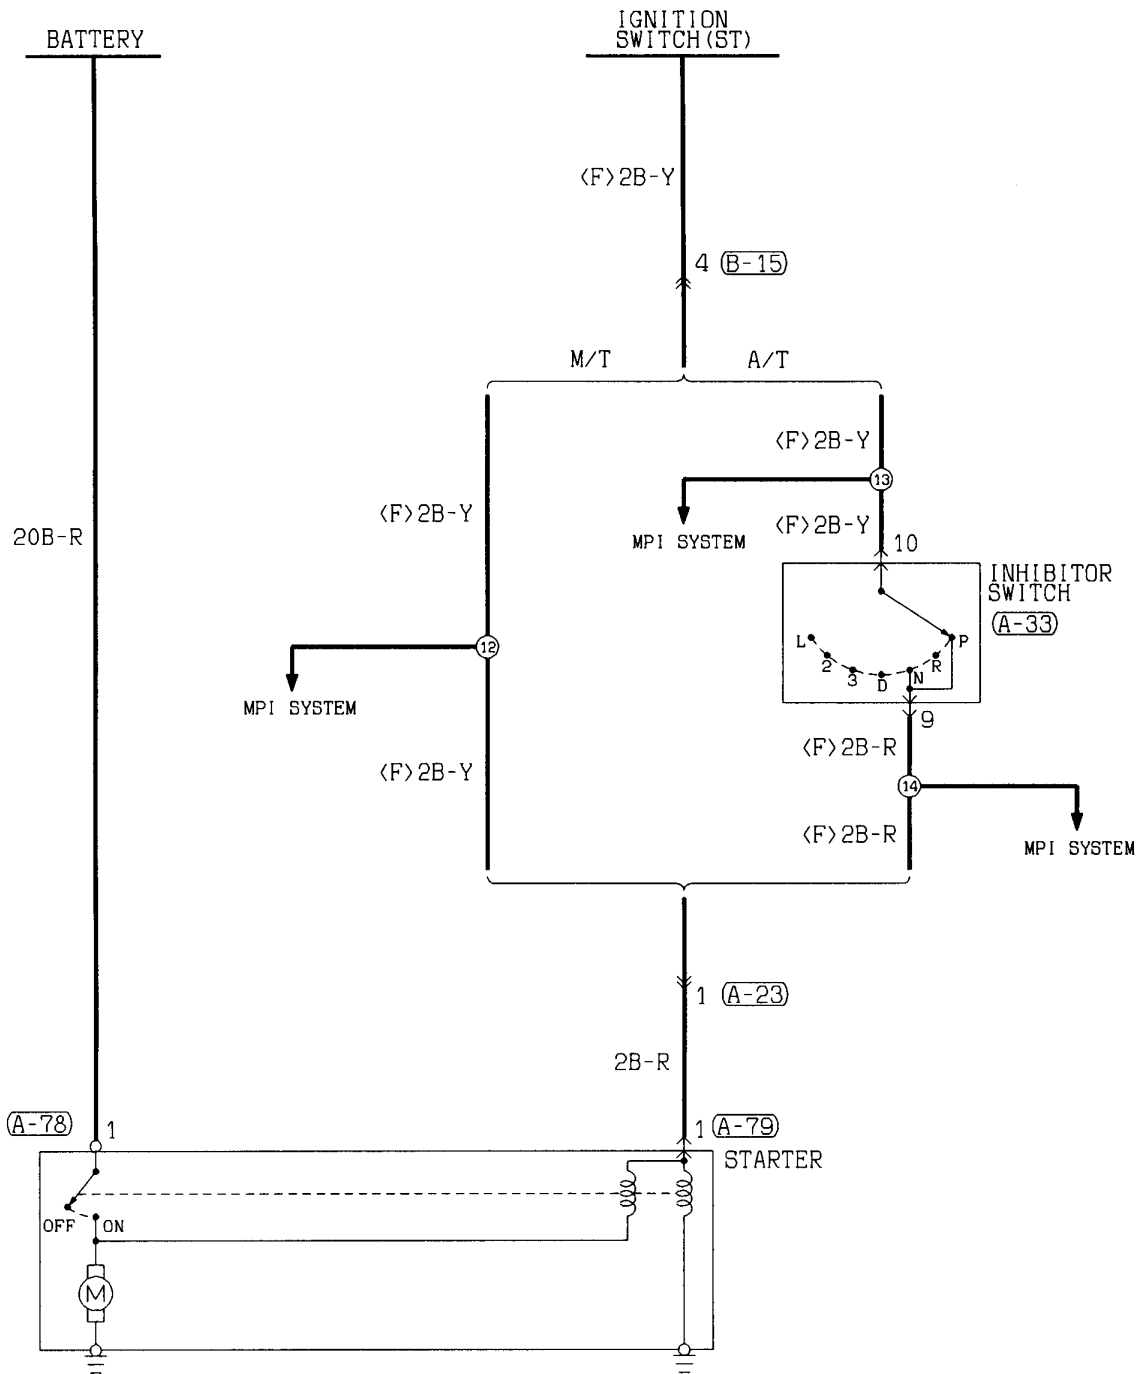 BATTERY
IGNITION
SWITCH(ST)
<F>2B-Y
4 B-15
M/T
A/T
<F>2B-Y
13
<F>2B-Y
<F>2B-Y
20B-R
MPI SYSTEM
10
INHIBITOR
SWITCH
A-33
L
2
3
D
N
R
P
12
MPI SYSTEM
9
<F>2B-R
<F>2B-Y
14
<F>2B-R
MPI SYSTEM
1 A-23
2B-R
A-78 1
1 A-79
STARTER
OFF
ON
M
E
E